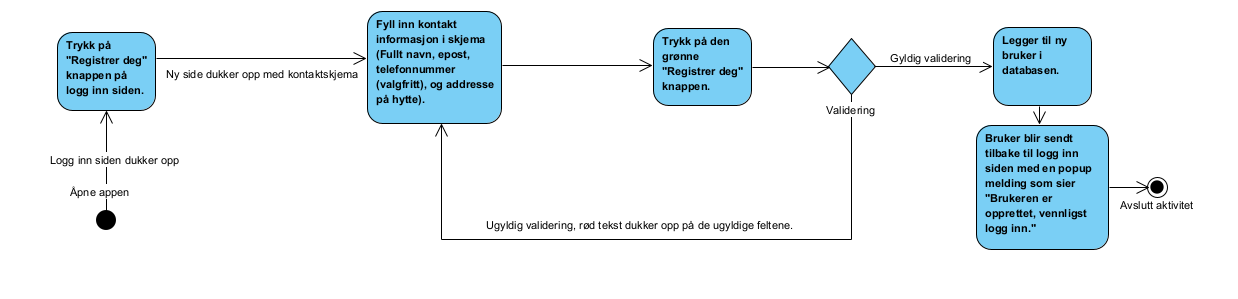 Trykk på
"Registrer deg"
knappen på
logg inn siden.
Logg inn siden dukker opp
Åpne appen
Ny side dukker opp med kontaktskjema
Fyll inn kontakt
informasjon i skjema
(Fullt navn, epost,
telefonnummer
(valgfritt), og addresse
på hytte).
Trykk på den
grønne
"Registrer deg"
knappen.
Validering
Gyldig validering
Ugyldig validering, rød tekst dukker opp på de ugyldige feltene.
Legger til ny
bruker i
databasen.
Bruker blir sendt
tilbake til logg inn
siden med en popup
melding som sier
"Brukeren er
opprettet, vennligst
logg inn."
Avslutt aktivitet